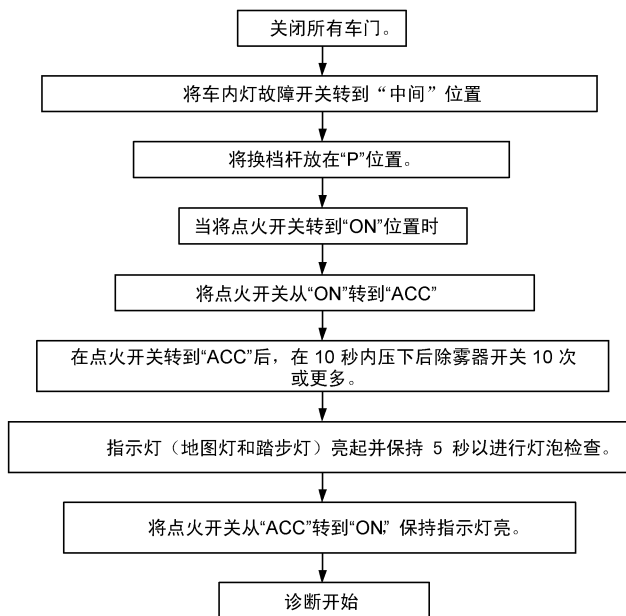 关闭所有车门。
将车内灯故障开关转到“中间”位置
将换档杆放在“P”位置。
当将点火开关转到“ON”位置时
将点火开关从“ON”转到“ACC”
在点火开关转到“ACC”后，在 10 秒内压下后除雾器开关 10 次
或更多。
指示灯（地图灯和踏步灯）亮起并保持 5 秒以进行灯泡检查。
将点火开关从“ACC”转到“ON,” 保持指示灯亮。
诊断开始